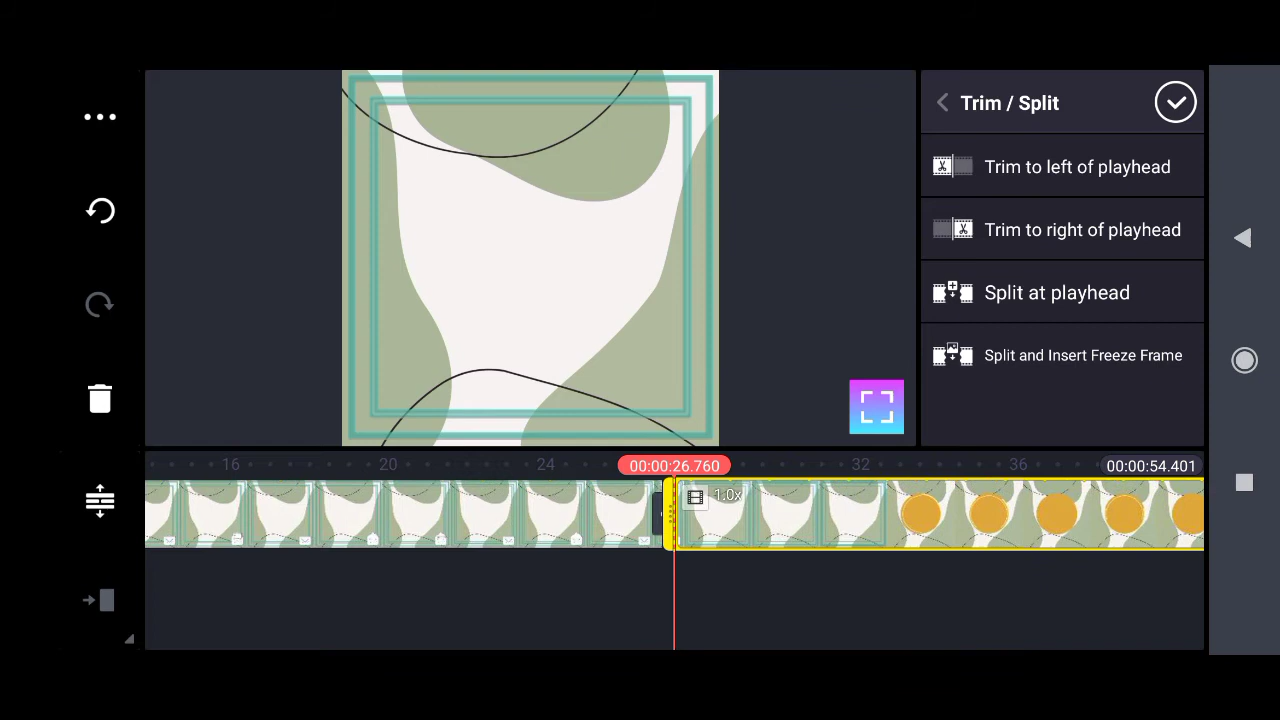 Trim / Split
Trim to left of playhead
Trim to right of playhead
Split at playhead
Split and Insert Freeze Frame
16
20
24
00:00:26.760
32
36
00:00:54.401
1.0x